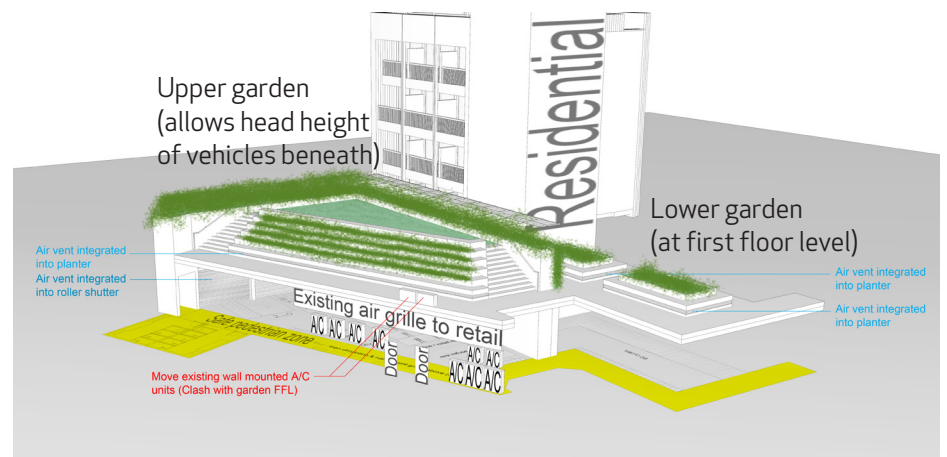 Residential
Upper garden
(allows head height
of vehicles beneath)
Lower garden
(at first floor level)
Air vent integrated
into planter
Air vent integrated
into roller shutter
Air vent integrated
into planter
Air vent integrated
into planter
Existing air grille to retail
Safe pedestrian zone
A/C A/C A/C A/C
Door
Door
A/C A/C
A/C A/C A/C
Move existing wall mounted A/C
units (Clash with garden FFL)